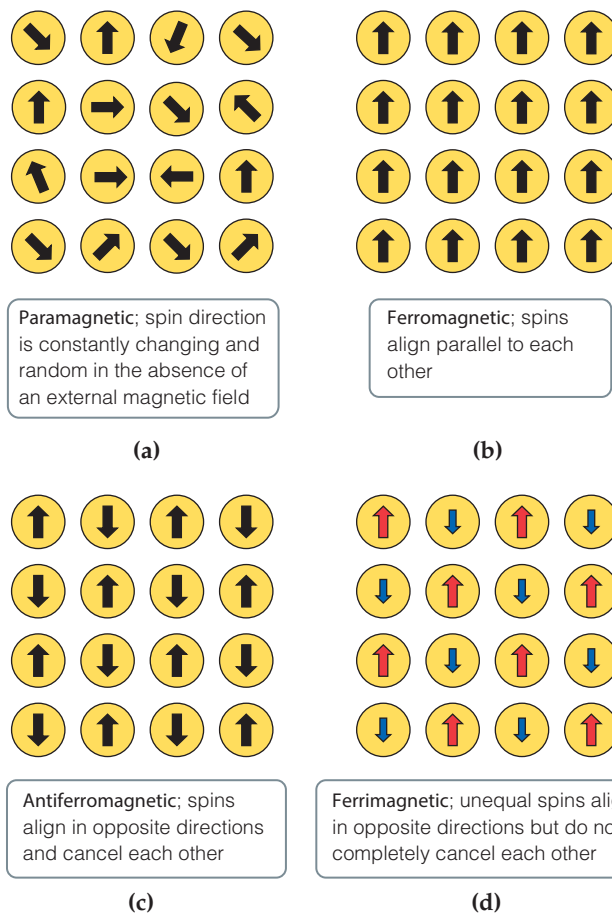 Paramagnetic; spin direction
is constantly changing and
random in the absence of
an external magnetic field
(a)
Ferromagnetic; spins
align parallel to each
other
(b)
Antiferromagnetic; spins
align in opposite directions
and cancel each other
(c)
Ferrimagnetic; unequal spins ali
in opposite directions but do no
completely cancel each other
(d)